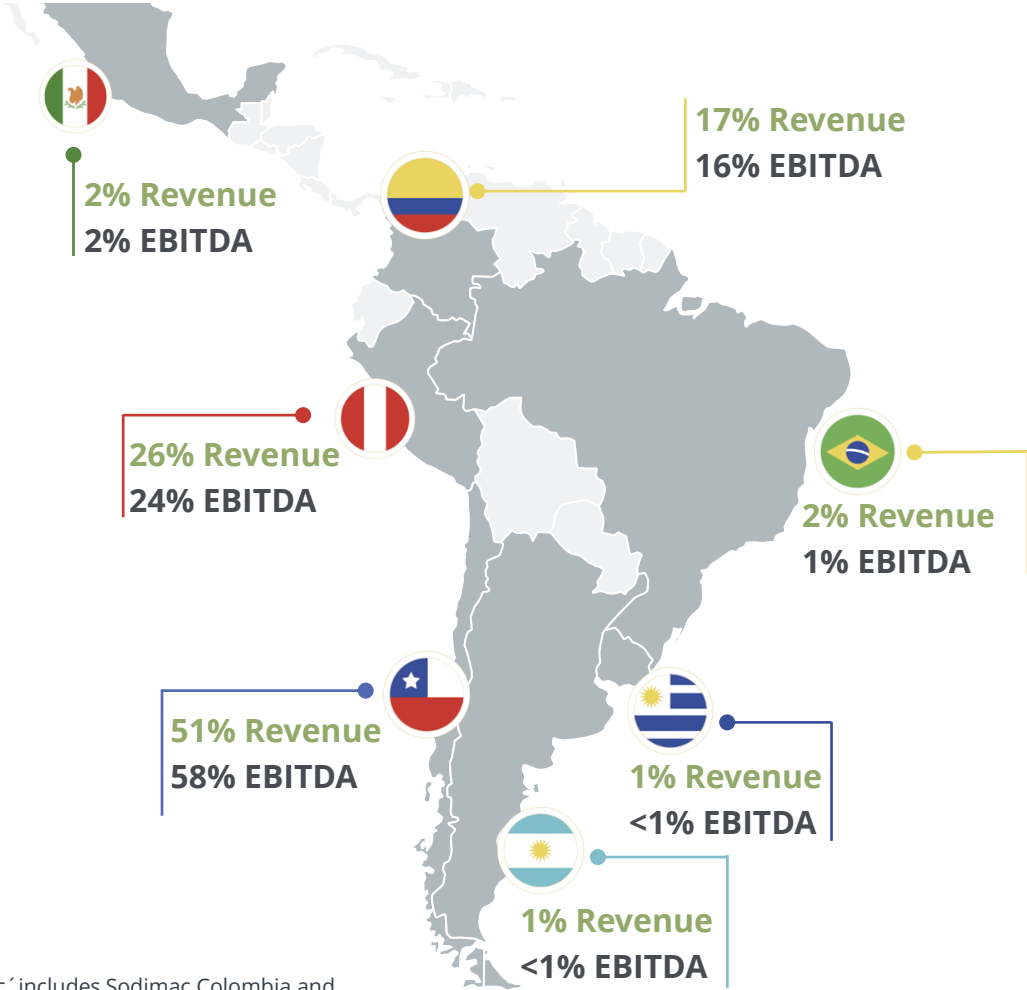 17% Revenue
16% EBITDA
2% Revenue
2% EBITDA
26% Revenue
24% EBITDA
2% Revenue
1% EBITDA
51% Revenue
58% EBITDA
1% Revenue
<1% EBITDA
1% Revenue
<1% EBITDA
includes Sodimac Colombia and